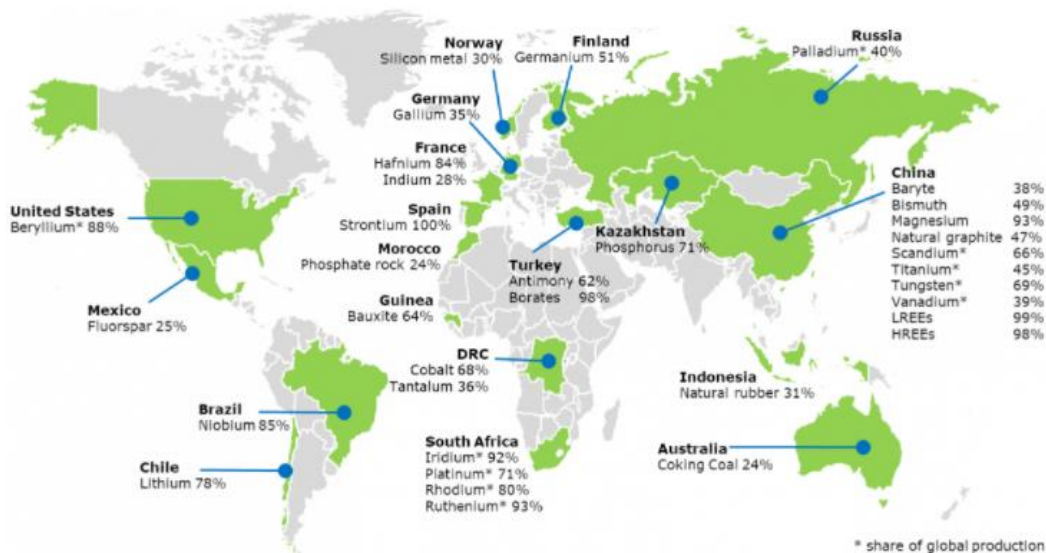 Norway
Silicon metal 30%
Finland
Germanium 51%
Russia
Palladium* 40%
Germany
Gallium 35%
France
Hafnium 84%
Indium 28%
China
Baryte 38%
Bismuth 49%
Magnesium 93%
Natural graphite 47%
Scandium* 66%
Titanium* 45%
Tungsten* 69%
Vanadium* 39%
LREEs 99%
HREEs 98%
United States
Beryllium* 88%
Spain
Strontium 100%
Kazakhstan
Phosphorus 71%
Morocco
Phosphate rock 24%
Turkey
Antimony 62%
Borates 98%
Mexico
Fluorspar 25%
Guinea
Bauxite 64%
DRC
Cobalt 68%
Tantalum 36%
Indonesia
Natural rubber 31%
Brazil
Niobium 85%
South Africa
Iridium* 92%
Platinum* 71%
Rhodium* 80%
Ruthenium* 93%
Australia
Coking Coal 24%
Chile
Lithium 78%
* share of global production